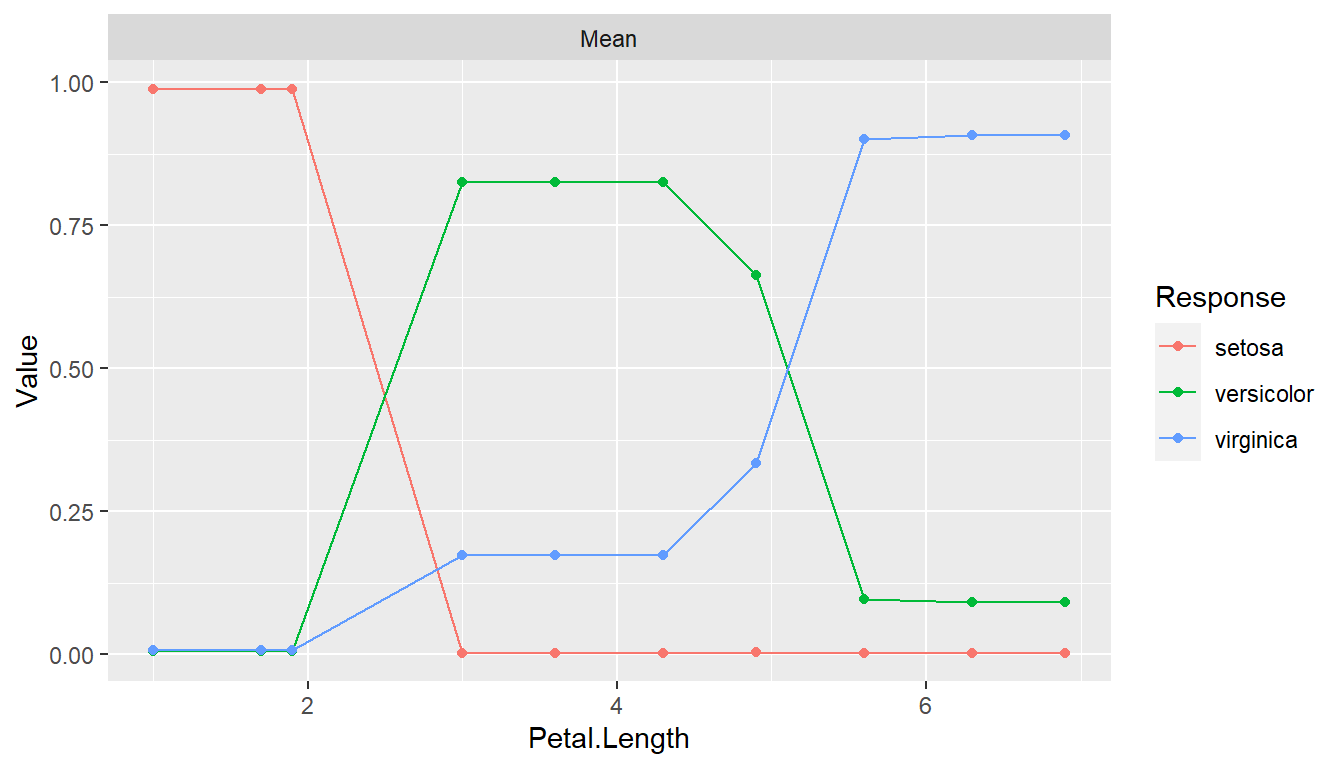 Mean
1.00
0.75
0.50
0.25
0.00
Value
2
4
6
Petal.Length
Response
setosa
versicolor
virginica